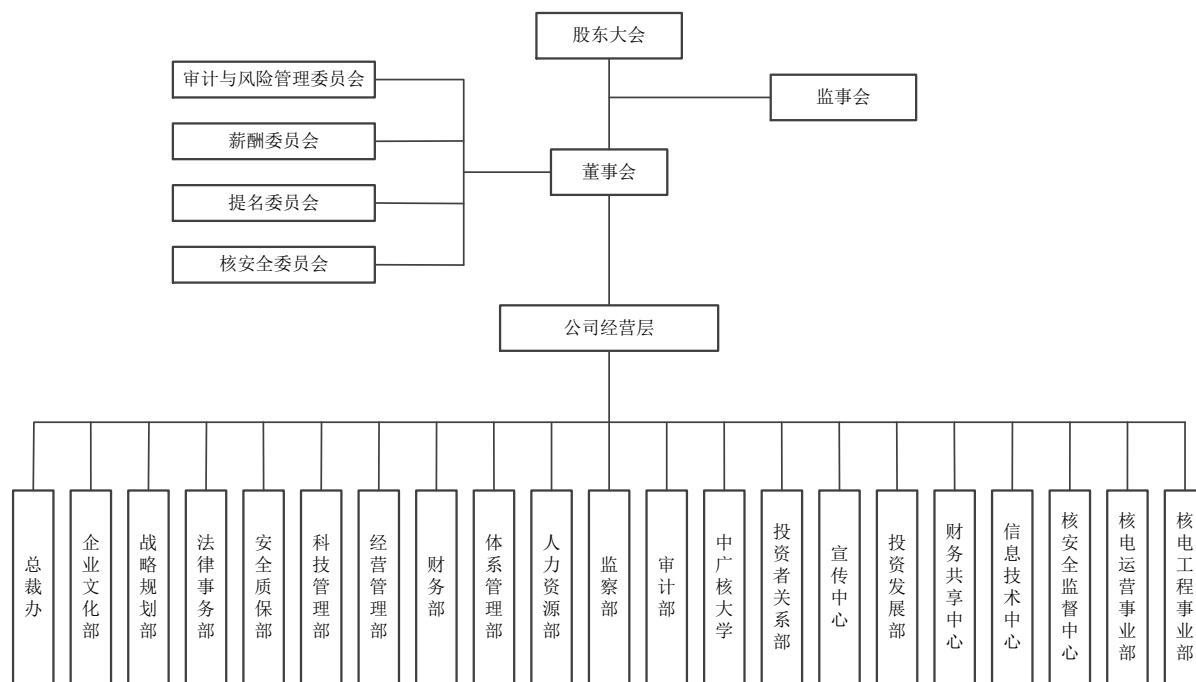 股东大会
审计与风险管理委员会
监事会
薪酬委员会
董事会
提名委员会
核安全委员会
公司经营层
总裁办
企业文化部
战略规划部
法律事务部
安全质保部
科技管理部
经营管理部
财务部
体系管理部
人力资源部
监察部
审计部
中广核大学
投资者关系部
宣传中心
投资发展部
财务共享中心
信息技术中心
核安全监督中心
核电运营事业部
核电工程事业部